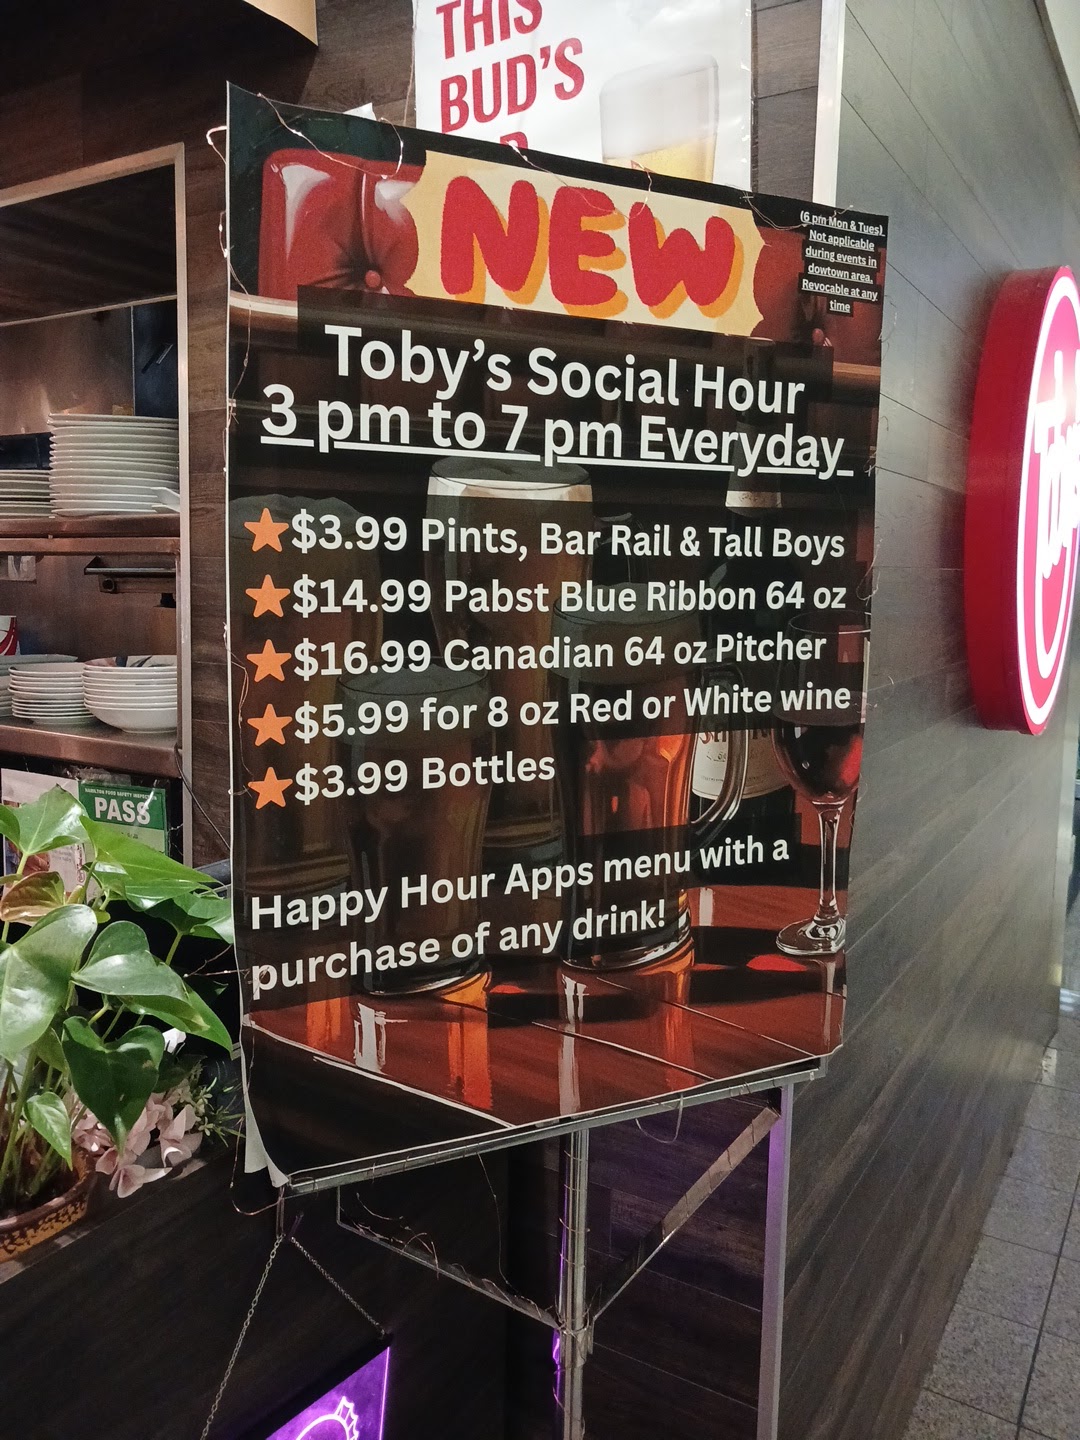 THIS
BUD'S
NEW
(6 pm Mon & Tues)
Not applicable
during events in
dowtown area.
Revocable at any
time
Toby's Social Hour
3 pm to 7 pm Everyday
$3.99 Pints, Bar Rail & Tall Boys
$14.99 Pabst Blue Ribbon 64 oz
$16.99 Canadian 64 oz Pitcher
$5.99 for 8 oz Red or White wine
$3.99 Bottles
Happy Hour Apps menu with a
purchase of any drink!
PASS